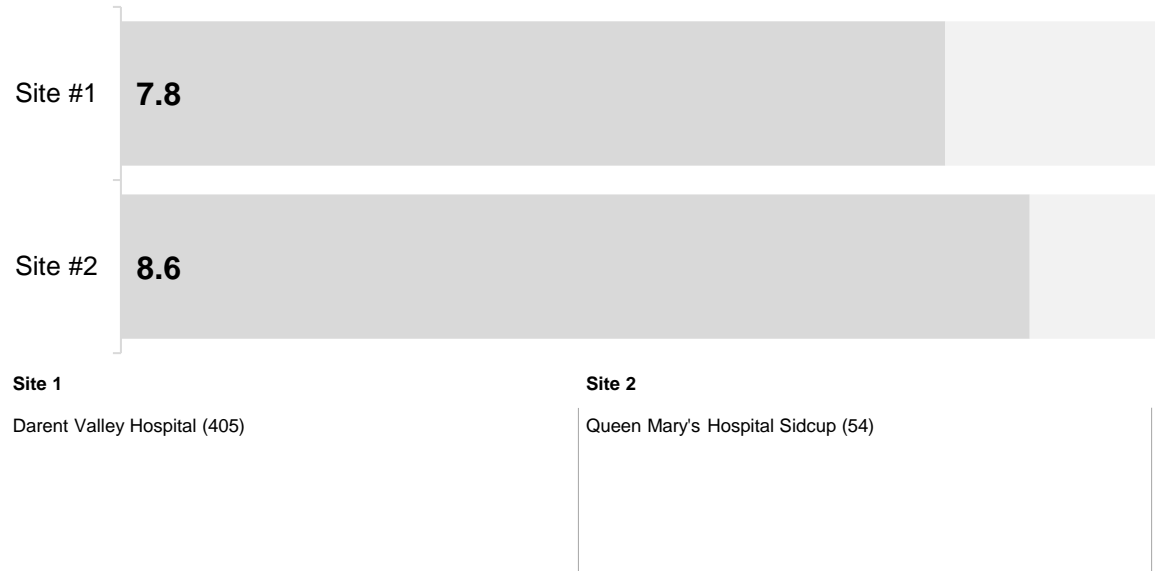 Site #1 7.8
Site #2 8.6
Site 1 Site 2
Darent Valley Hospital (405) Queen Mary's Hospital Sidcup (54)